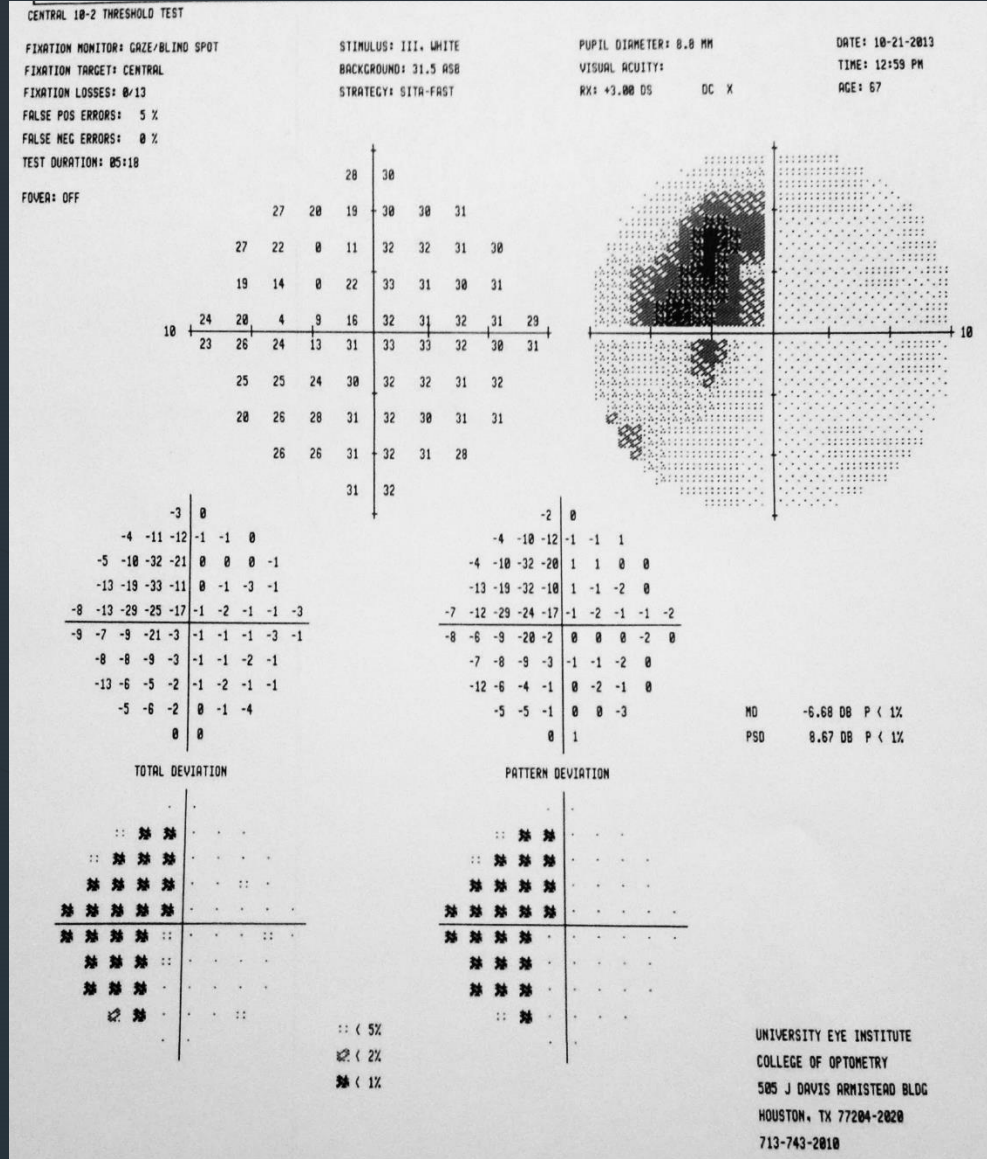 CENTRAL 10-2 THRESHOLD TEST
FIXATION MONITOR: GAZE/BLIND SPOT
FIXATION TARGET: CENTRAL
FIXATION LOSSES: 0/13
FALSE POS ERRORS: 5 %
FALSE NEG ERRORS: 0 %
TEST DURATION: 05:18
FOVEA: OFF
STIMULUS: III, WHITE
BACKGROUND: 31.5 ASB
STRATEGY: SITA-FAST
PUPIL DIAMETER: 8.0 MM
VISUAL ACUITY:
RX: +3.00 DS DC X
DATE: 10-21-2013
TIME: 12:59 PM
AGE: 67
28 30
27 20 19 30 30 31
27 22 0 11 32 32 31 30
19 14 0 22 33 31 30 31
24 20 4 9 16 32 31 32 31 29
10
23 26 24 13 31 33 33 32 30 31
25 25 24 30 32 32 31 32
20 26 28 31 32 30 31 31
26 26 31 32 31 28
31 32
10
-3 0
-4 -11 -12 -1 -1 0
-5 -10 -32 -21 0 0 0 -1
-13 -19 -33 -11 0 -1 -3 -1
-8 -13 -29 -25 -17 -1 -2 -1 -1 -3
-9 -7 -9 -21 -3 -1 -1 -1 -3 -1
-8 -8 -9 -3 -1 -1 -2 -1
-13 -6 -5 -2 -1 -2 -1 -1
-5 -6 -2 0 -1 -4
0 0
TOTAL DEVIATION
-2 0
-4 -10 -12 -1 -1 1
-4 -10 -32 -20 1 1 0 0
-13 -19 -32 -10 1 -1 -2 0
-7 -12 -29 -24 -17 -1 -2 -1 -1 -2
-8 -6 -9 -20 -2 0 0 0 -2 0
-7 -8 -9 -3 -1 -1 -2 0
-12 -6 -4 -1 0 -2 -1 0
-5 -5 -1 0 0 -3
0 1
PATTERN DEVIATION
MD -6.68 DB P < 1%
PSD 8.67 DB P < 1%
< 5%
< 2%
< 1%
UNIVERSITY EYE INSTITUTE
COLLEGE OF OPTOMETRY
505 J DAVIS ARMISTEAD BLDG
HOUSTON, TX 77204-2020
713-743-2010